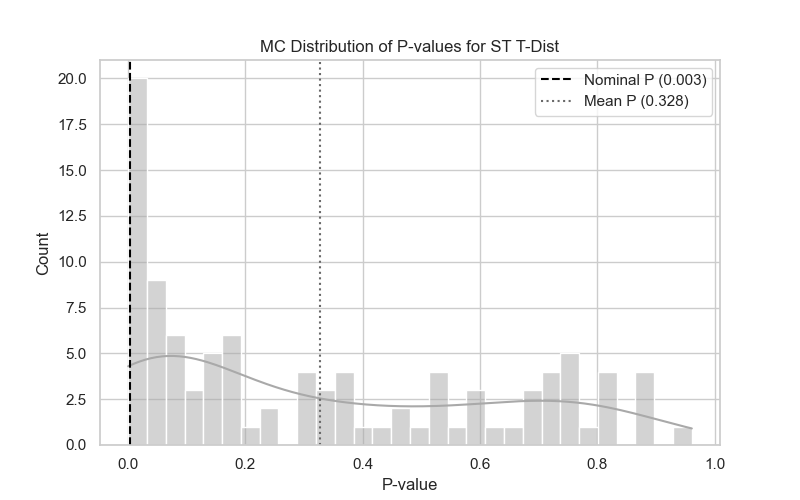 MC Distribution of P-values for ST T-Dist
Nominal P (0.003)
Mean P (0.328)
Count
20.0
17.5
15.0
12.5
10.0
7.5
5.0
2.5
0.0
0.0 0.2 0.4 0.6 0.8 1.0
P-value